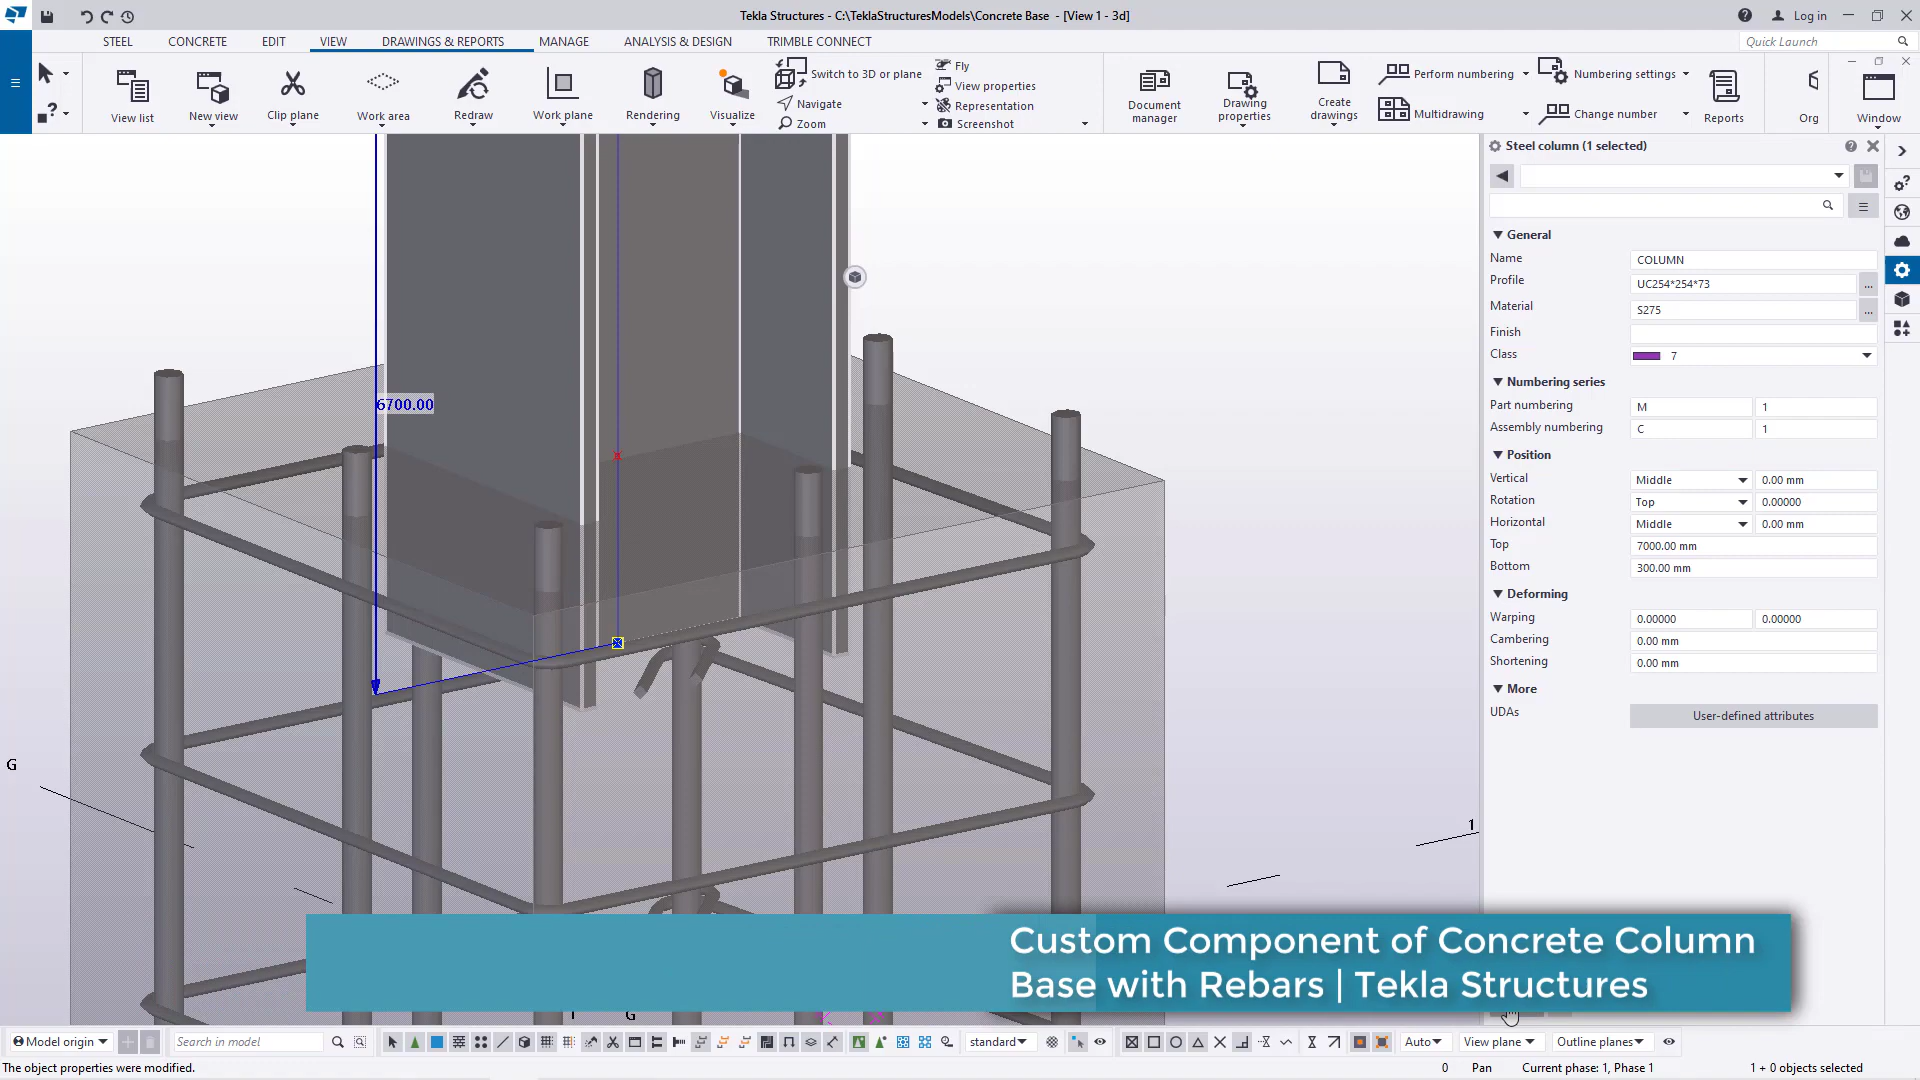 Tekla Structures - C:\TeklaStructuresModels\Concrete Base - [View 1 - 3d]
Log in
STEEL CONCRETE EDIT VIEW DRAWINGS & REPORTS MANAGE ANALYSIS & DESIGN TRIMBLE CONNECT
Quick Launch
View list
New view
Clip plane
Work area
Redraw
Work plane
Rendering
Visualize
Switch to 3D or plane
Navigate
Zoom
Fly
View properties
Representation
Screenshot
Document manager
Drawing properties
Create drawings
Perform numbering
Multidrawing
Numbering settings
Change number
Reports
Org
Window
Steel column (1 selected)
General
Name COLUMN
Profile UC254*254*73 ...
Material S275 ...
Finish
Class 7
Numbering series
Part numbering M 1
Assembly numbering C 1
Position
Vertical Middle 0.00 mm
Rotation Top 0.00000
Horizontal Middle 0.00 mm
Top 7000.00 mm
Bottom 300.00 mm
Deforming
Warping 0.00000 0.00000
Cambering 0.00 mm
Shortening 0.00 mm
More
UDAs User-defined attributes
6700.00
G
1
Custom Component of Concrete Column
Base with Rebars | Tekla Structures
G
Model origin Search in model standard Auto View plane Outline planes
The object properties were modified. 0 Pan Current phase: 1, Phase 1 1 + 0 objects selected